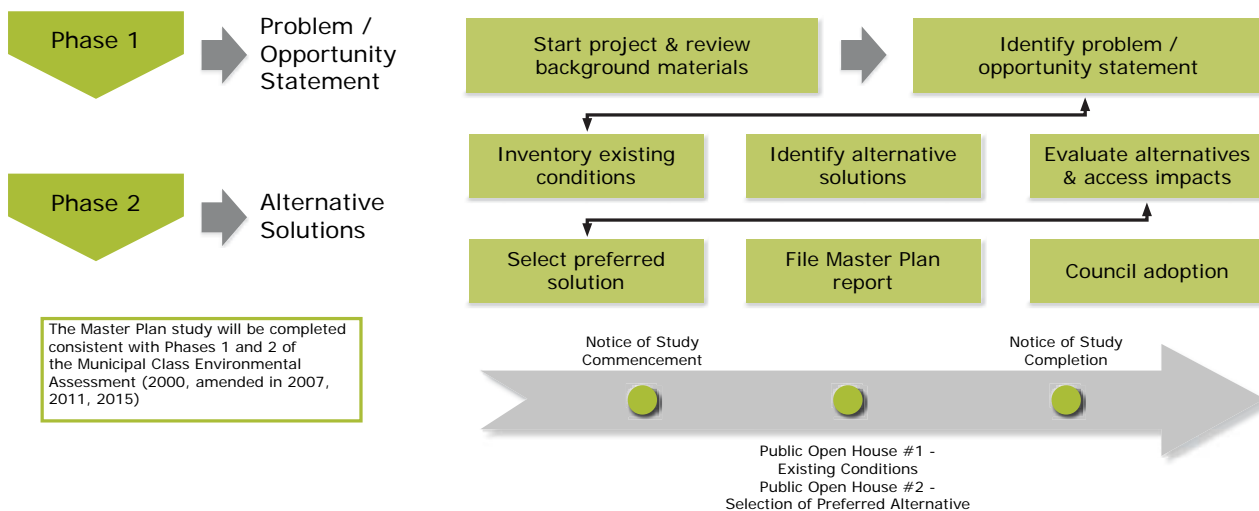 Phase 1
Problem /
Opportunity
Statement
Start project & review
background materials
Identify problem /
opportunity statement
Inventory existing
conditions
Identify alternative
solutions
Evaluate alternatives
& access impacts
Phase 2
Alternative
Solutions
Select preferred
solution
File Master Plan
report
Council adoption
The Master Plan study will be completed
consistent with Phases 1 and 2 of
the Municipal Class Environmental
Assessment (2000, amended in 2007,
2011, 2015)
Notice of Study
Commencement
Notice of Study
Completion
Public Open House #1 -
Existing Conditions
Public Open House #2 -
Selection of Preferred Alternative